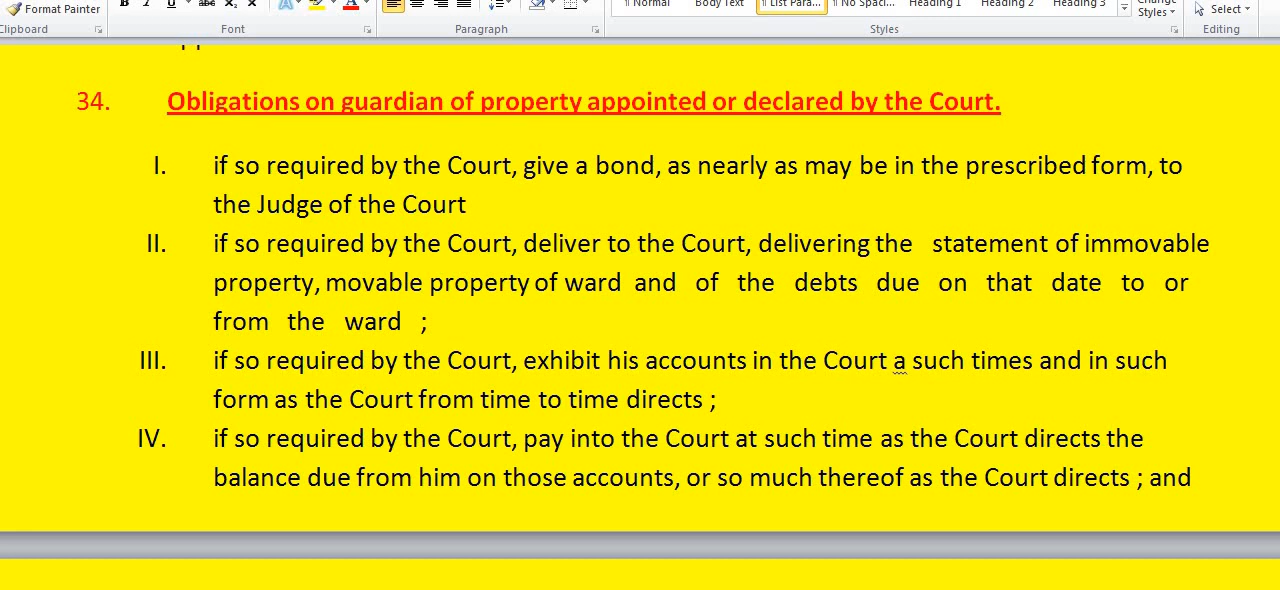 Format Painter
B I U abc X₂ X
A A
¶ Normal Body Text ¶ List Para... ¶ No Spaci... Heading 1 Heading 2 Heading 3 Change Styles Select
Clipboard Font Paragraph Styles Editing
34. Obligations on guardian of property appointed or declared by the Court.
I. if so required by the Court, give a bond, as nearly as may be in the prescribed form, to
the Judge of the Court
II. if so required by the Court, deliver to the Court, delivering the statement of immovable
property, movable property of ward and of the debts due on that date to or
from the ward ;
III. if so required by the Court, exhibit his accounts in the Court a such times and in such
form as the Court from time to time directs ;
IV. if so required by the Court, pay into the Court at such time as the Court directs the
balance due from him on those accounts, or so much thereof as the Court directs ; and